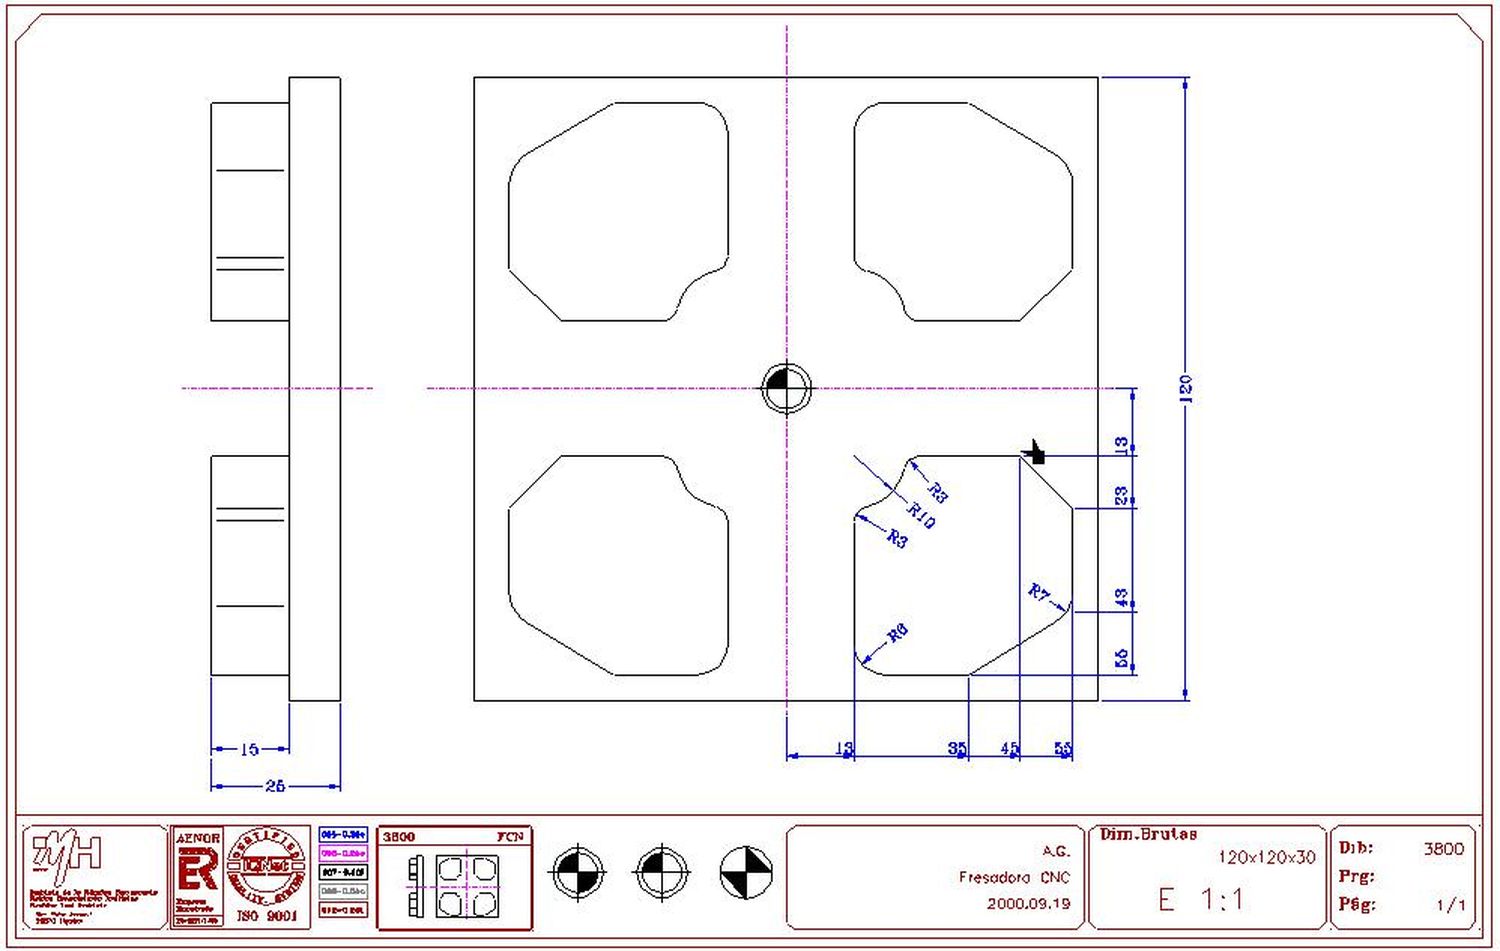 120
13
23
43
55
R3
R10
R3
R7
R6
13
35
45
55
15
25
AENOR
ER
CERTIFIED
IQNet
ISO 9001
3800 FCN
A.G.
Fresadora CNC
2000.09.19
Dim.Brutas
120x120x30
E 1:1
Dib: 3800
Prg:
Pág: 1/1